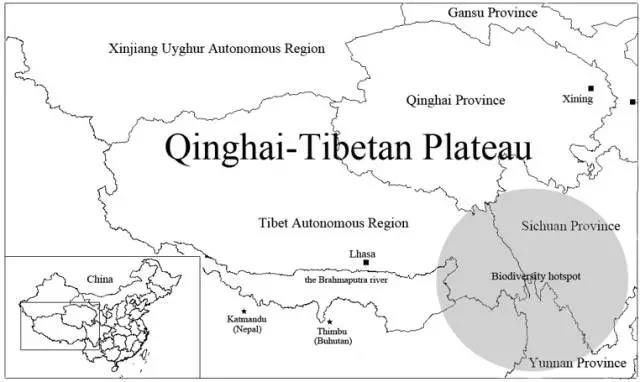 Gansu Province
Xinjiang Uyghur Autonomous Region
Qinghai Province
Xining
Qinghai-Tibetan Plateau
Tibet Autonomous Region
Sichuan Province
Lhasa
Biodiversity hotspot
the Brahmaputra river
China
Katmandu
(Nepal)
Thimbu
(Buhutan)
Yunnan Province